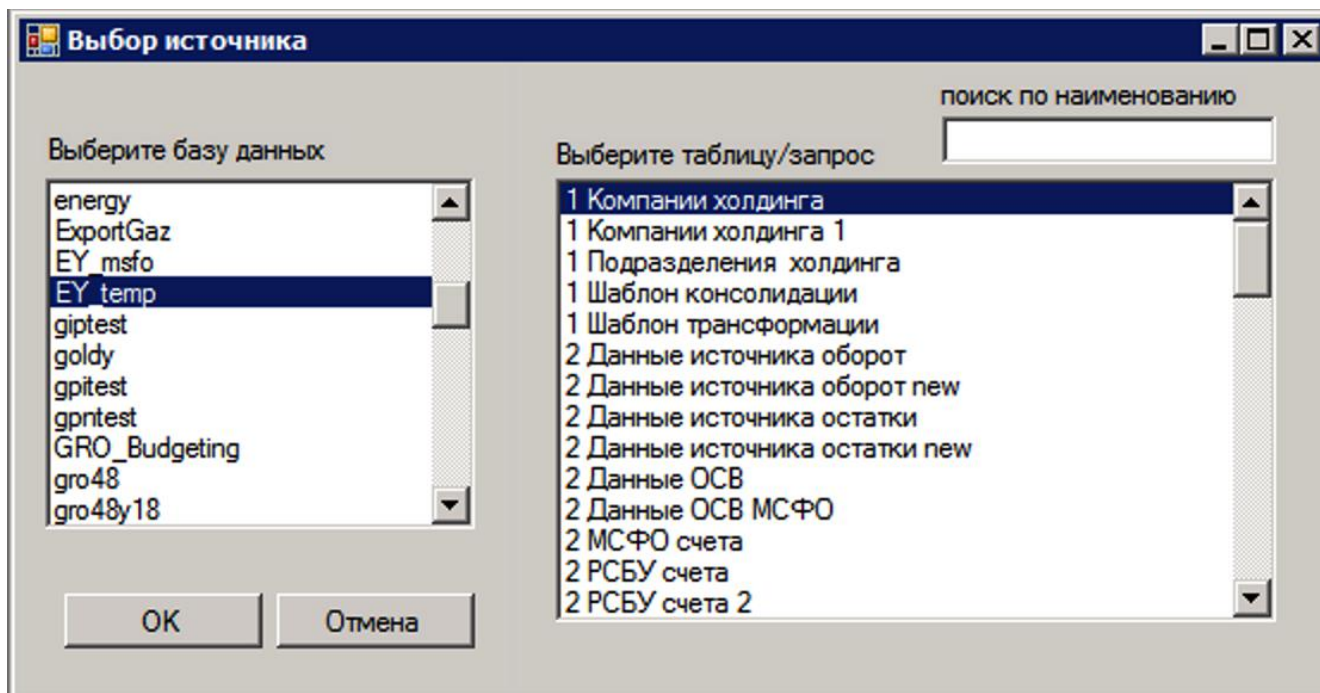 Выбор источника
поиск по наименованию
Выберите базу данных
Выберите таблицу/запрос
energy
ExportGaz
EY_msfo
EY_temp
giptest
goldy
gpitest
gpntest
GRO_Budgeting
gro48
gro48y18
1 Компании холдинга
1 Компании холдинга 1
1 Подразделения  холдинга
1 Шаблон консолидации
1 Шаблон трансформации
2 Данные источника оборот
2 Данные источника оборот new
2 Данные источника остатки
2 Данные источника остатки new
2 Данные ОСВ
2 Данные ОСВ МСФО
2 МСФО счета
2 РСБУ счета
2 РСБУ счета 2
OK
Отмена